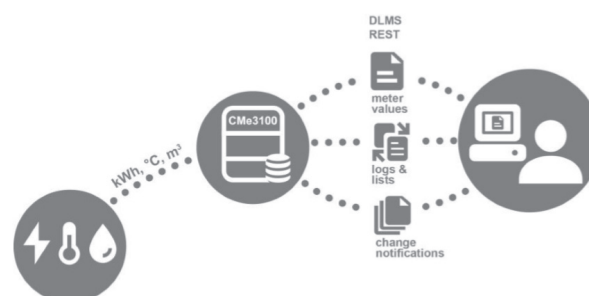 DLMS
REST
CMe3100
meter
values
kWh, °C, m³
logs &
lists
change
notifications